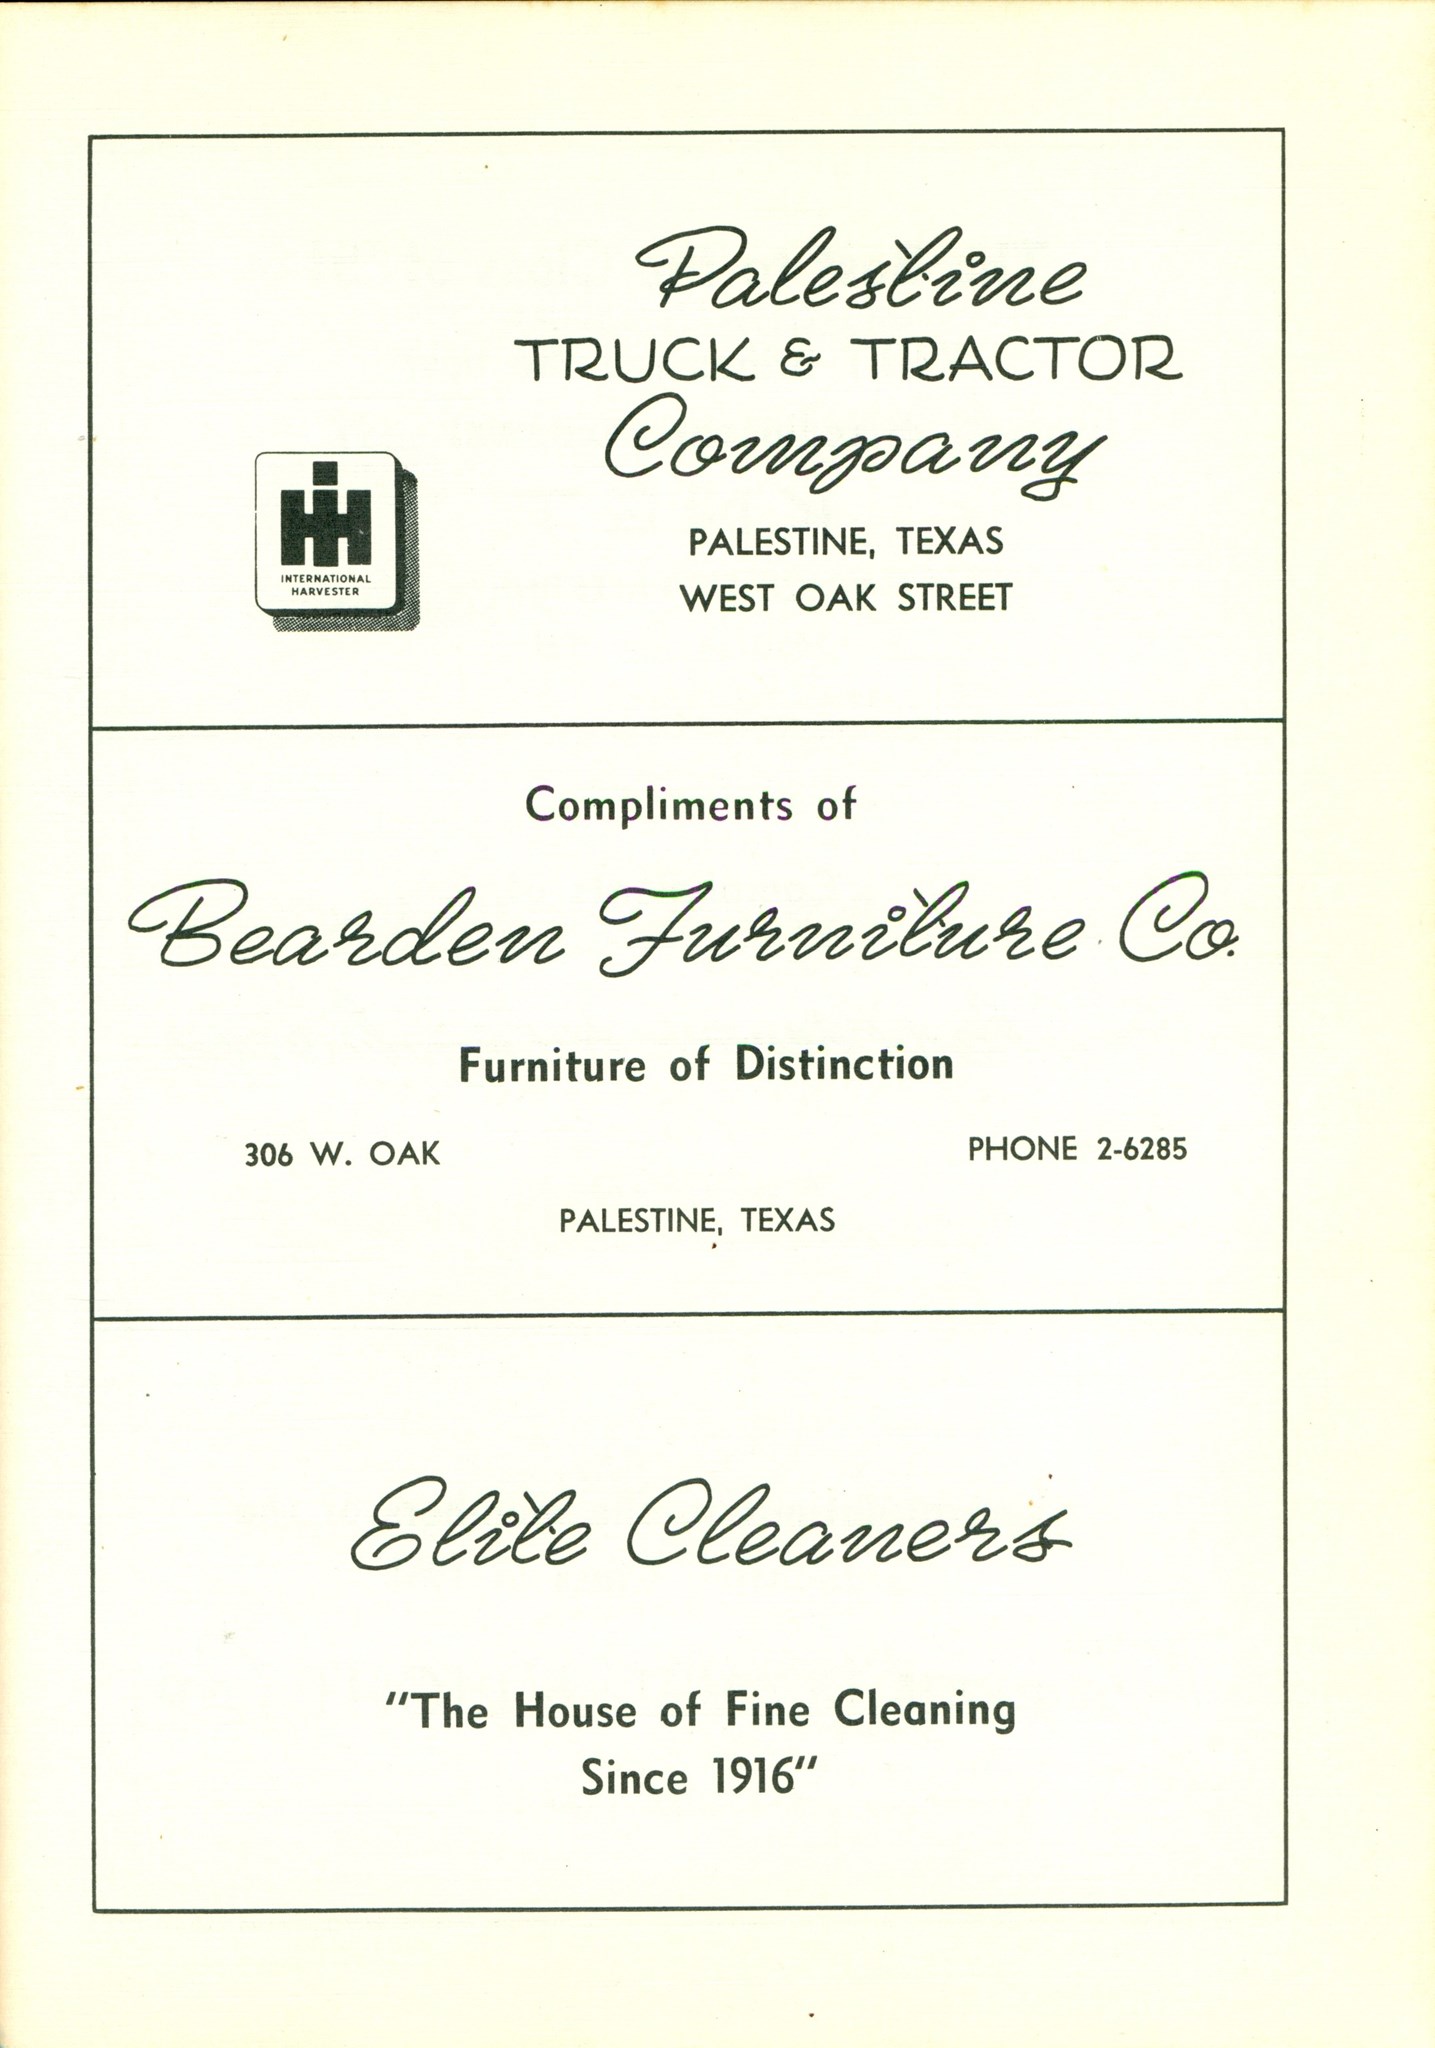 Palestine
TRUCK & TRACTOR
Company
INTERNATIONAL
HARVESTER
PALESTINE, TEXAS
WEST OAK STREET
Compliments of
Bearden Furniture Co.
Furniture of Distinction
306 W. OAK
PHONE 2-6285
PALESTINE, TEXAS
Elite Cleaners
"The House of Fine Cleaning
Since 1916"